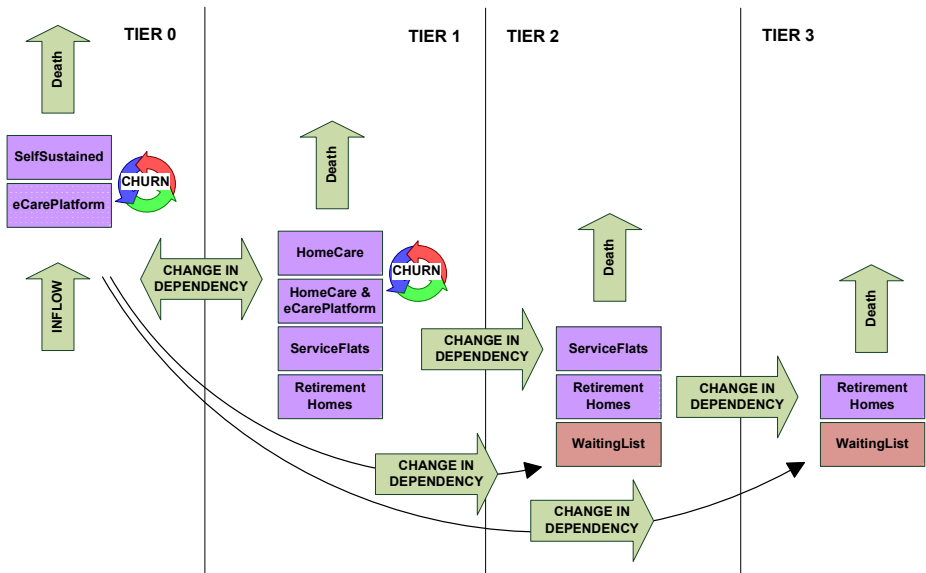 TIER 0
TIER 1
TIER 2
TIER 3
Death
SelfSustained
eCarePlatform
CHURN
INFLOW
CHANGE IN
DEPENDENCY
Death
HomeCare
HomeCare &
eCarePlatform
CHURN
ServiceFlats
Retirement
Homes
CHANGE IN
DEPENDENCY
Death
ServiceFlats
Retirement
Homes
WaitingList
CHANGE IN
DEPENDENCY
Death
Retirement
Homes
WaitingList
CHANGE IN
DEPENDENCY
CHANGE IN
DEPENDENCY